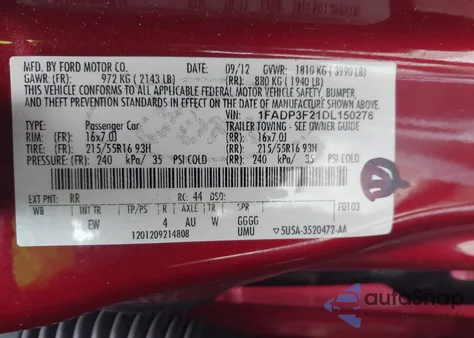 MFD. BY FORD MOTOR CO. DATE: 09/12 GVWR: 1810 KG ( 3990 LB)
GAWR: (FR) 972 KG ( 2143 LB) (RR): 880 KG ( 1940 LB)
THIS VEHICLE CONFORMS TO ALL APPLICABLE FEDERAL MOTOR VEHICLE SAFETY, BUMPER,
AND THEFT PREVENTION STANDARDS IN EFFECT ON THE DATE OF MANUFACTURE SHOWN ABOVE.
VIN: 1FADP3F21DL150278
TYPE: Passenger Car TRAILER TOWING - SEE OWNER GUIDE
RIM: (FR) 16x7.0J (RR) 16x7.0J
TIRE: (FR) 215/55R16 93H (RR) 215/55R16 93H
PRESSURE: (FR) 240 kPa/ 35 PSI COLD (RR) 240 kPa/ 35 PSI COLD
EXT PNT: RR RC: 44 DSO:
WB INT TR TP/PS R AXLE TR SPR F0103
EW 4 AU W GGGG
1201209214808 UMU 5U5A-3520472-AA
autoSnap